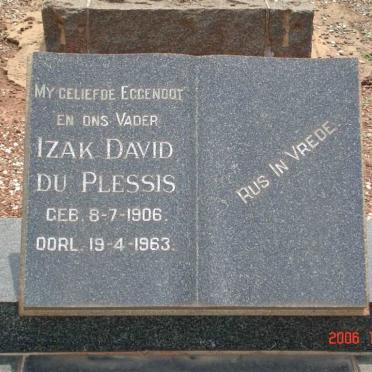 MY GELIEFDE EGGENOOT
EN ONS VADER
IZAK DAVID
DU PLESSIS
GEB. 8-7-1906.
OORL. 19-4-1963.
RUS IN VREDE.
2006